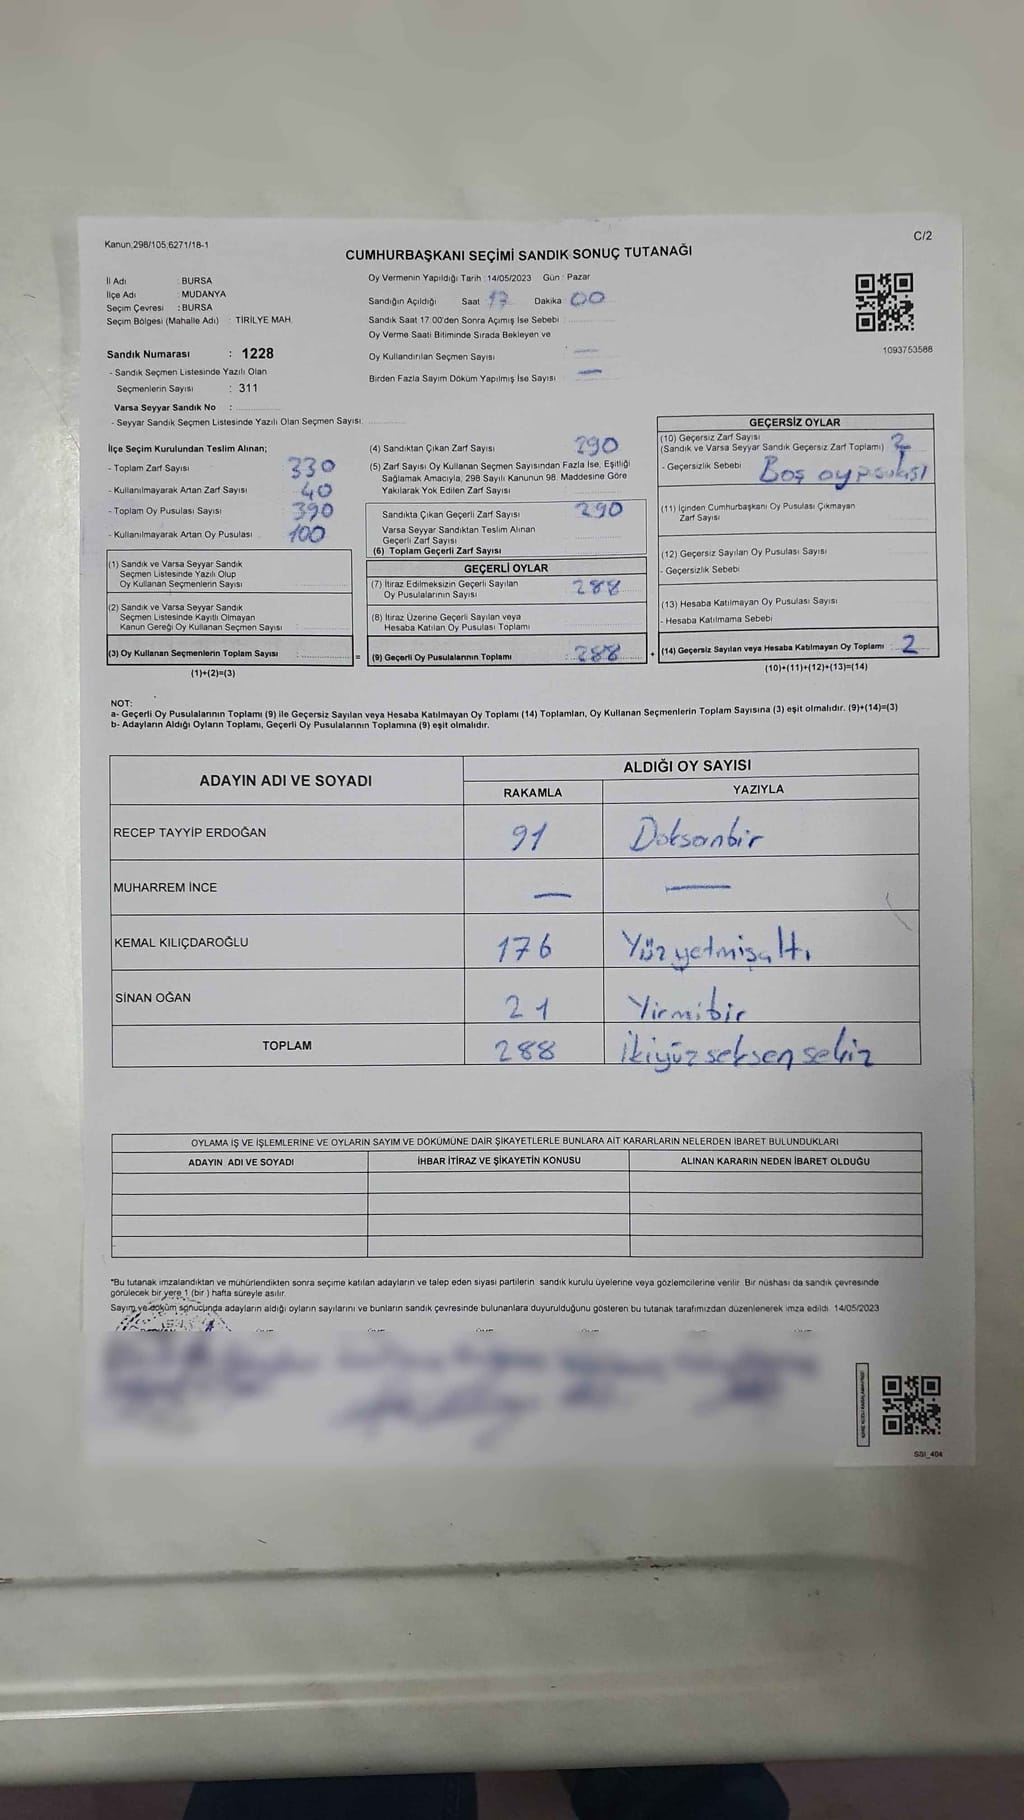 Kanun;298/105;6271/18-1
C/2
CUMHURBAŞKANI SEÇİMİ SANDIK SONUÇ TUTANAĞI
İl Adı : BURSA
İlçe Adı : MUDANYA
Seçim Çevresi : BURSA
Seçim Bölgesi (Mahalle Adı) : TİRİLYE MAH.
Sandık Numarası : 1228
- Sandık Seçmen Listesinde Yazılı Olan
Seçmenlerin Sayısı : 311
Varsa Seyyar Sandık No :
- Seyyar Sandık Seçmen Listesinde Yazılı Olan Seçmen Sayısı:
Oy Vermenin Yapıldığı Tarih : 14/05/2023 Gün : Pazar
Sandığın Açıldığı Saat 17 Dakika 00
Sandık Saat 17:00'den Sonra Açımış İse Sebebi
Oy Verme Saati Bitiminde Sırada Bekleyen ve
Oy Kullandırılan Seçmen Sayısı —
Birden Fazla Sayım Döküm Yapılmış İse Sayısı —
1093753588
İlçe Seçim Kurulundan Teslim Alınan;
- Toplam Zarf Sayısı 330
- Kullanılmayarak Artan Zarf Sayısı 40
- Toplam Oy Pusulası Sayısı 390
- Kullanılmayarak Artan Oy Pusulası 100
(1) Sandık ve Varsa Seyyar Sandık
Seçmen Listesinde Yazılı Olup
Oy Kullanan Seçmenlerin Sayısı
(2) Sandık ve Varsa Seyyar Sandık
Seçmen Listesinde Kayıtlı Olmayan
Kanun Gereği Oy Kullanan Seçmen Sayısı
(3) Oy Kullanan Seçmenlerin Toplam Sayısı
(1)+(2)=(3)
(4) Sandıktan Çıkan Zarf Sayısı 290
(5) Zarf Sayısı Oy Kullanan Seçmen Sayısından Fazla İse, Eşitliği
Sağlamak Amacıyla, 298 Sayılı Kanunun 98. Maddesine Göre
Yakılarak Yok Edilen Zarf Sayısı
Sandıkta Çıkan Geçerli Zarf Sayısı 290
Varsa Seyyar Sandıktan Teslim Alınan
Geçerli Zarf Sayısı
(6) Toplam Geçerli Zarf Sayısı
GEÇERLİ OYLAR
(7) İtiraz Edilmeksizin Geçerli Sayılan
Oy Pusulalarının Sayısı 288
(8) İtiraz Üzerine Geçerli Sayılan veya
Hesaba Katılan Oy Pusulası Toplamı
=
(9) Geçerli Oy Pusulalarının Toplamı : 288
+
GEÇERSİZ OYLAR
(10) Geçersiz Zarf Sayısı
(Sandık ve Varsa Seyyar Sandık Geçersiz Zarf Toplamı) 2
- Geçersizlik Sebebi Boş oy pusulası
(11) İçinden Cumhurbaşkanı Oy Pusulası Çıkmayan
Zarf Sayısı
(12) Geçersiz Sayılan Oy Pusulası Sayısı
- Geçersizlik Sebebi
(13) Hesaba Katılmayan Oy Pusulası Sayısı
- Hesaba Katılmama Sebebi
(14) Geçersiz Sayılan veya Hesaba Katılmayan Oy Toplamı 2
(10)+(11)+(12)+(13)=(14)
NOT:
a- Geçerli Oy Pusulalarının Toplamı (9) ile Geçersiz Sayılan veya Hesaba Katılmayan Oy Toplamı (14) Toplamları, Oy Kullanan Seçmenlerin Toplam Sayısına (3) eşit olmalıdır. (9)+(14)=(3)
b- Adayların Aldığı Oyların Toplamı, Geçerli Oy Pusulalarının Toplamına (9) eşit olmalıdır.
ADAYIN ADI VE SOYADI
ALDIĞI OY SAYISI
RAKAMLA YAZIYLA
RECEP TAYYİP ERDOĞAN 91 Doksanbir
MUHARREM İNCE — —
KEMAL KILIÇDAROĞLU 176 Yüzyetmişaltı
SİNAN OĞAN 21 Yirmibir
TOPLAM 288 İkiyüzseksensekiz
OYLAMA İŞ VE İŞLEMLERİNE VE OYLARIN SAYIM VE DÖKÜMÜNE DAİR ŞİKAYETLERLE BUNLARA AİT KARARLARIN NELERDEN İBARET BULUNDUKLARI
ADAYIN ADI VE SOYADI İHBAR İTİRAZ VE ŞİKAYETİN KONUSU ALINAN KARARIN NEDEN İBARET OLDUĞU
*Bu tutanak imzalandıktan ve mühürlendikten sonra seçime katılan adayların ve talep eden siyasi partilerin sandık kurulu üyelerine veya gözlemcilerine verilir. Bir nüshası da sandık çevresinde
görülecek bir yere 1 (bir) hafta süreyle asılır.
Sayım ve döküm sonucunda adayların aldığı oyların sayılarını ve bunların sandık çevresinde bulunanlara duyurulduğunu gösteren bu tutanak tarafımızdan düzenlenerek imza edildi. 14/05/2023
SSI_404